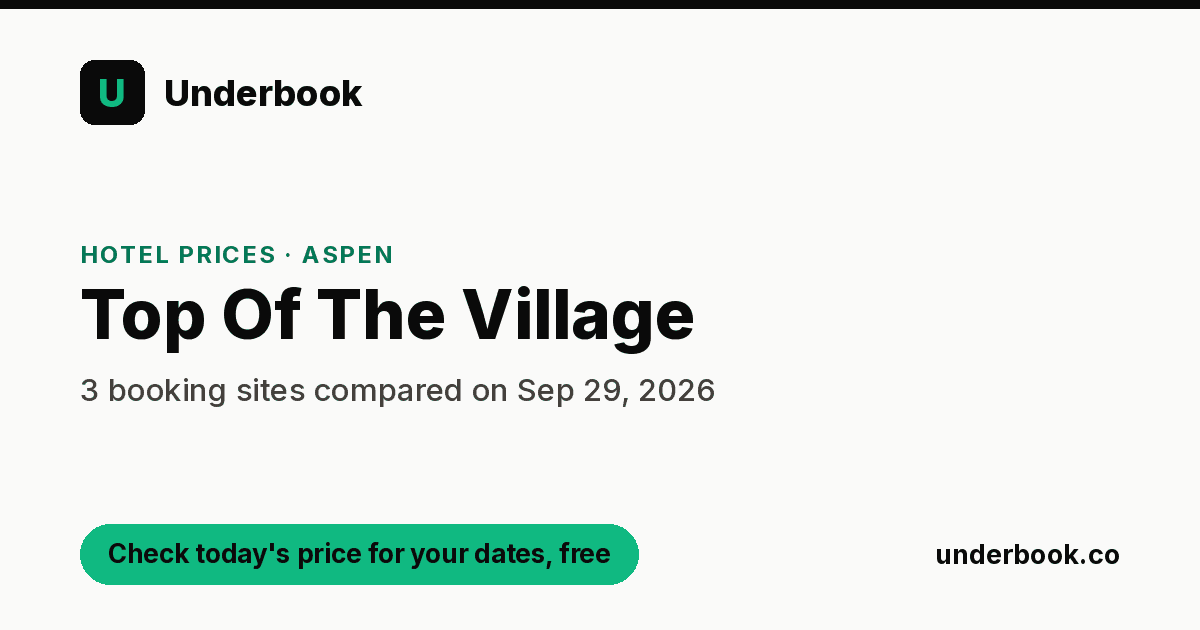 U Underbook
HOTEL PRICES · ASPEN
Top Of The Village
3 booking sites compared on Sep 29, 2026
Check today's price for your dates, free
underbook.co